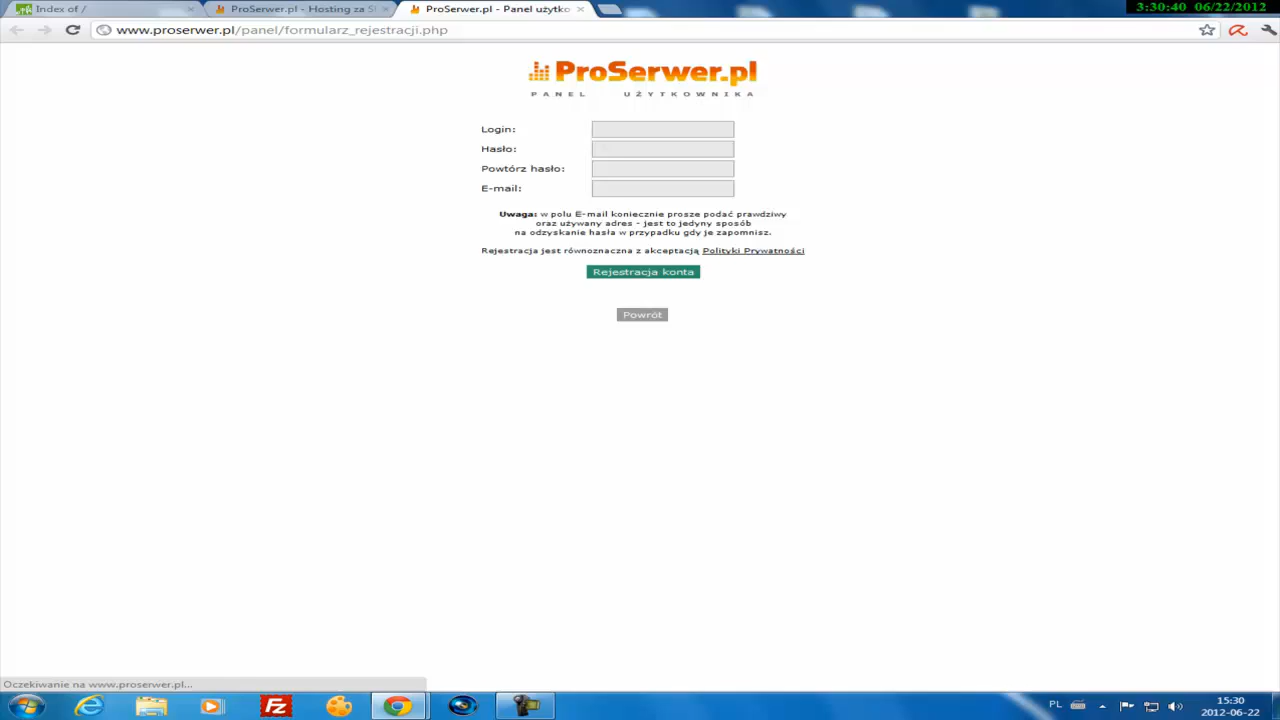 Index of /
ProSerwer.pl - Hosting za S
ProSerwer.pl - Panel użytko
3:30:40 06/22/2012
www.proserwer.pl/panel/formularz_rejestracji.php
ProSerwer.pl
PANEL UŻYTKOWNIKA
Login:
Hasło:
Powtórz hasło:
E-mail:
Uwaga: w polu E-mail koniecznie prosze podać prawdziwy
oraz używany adres - jest to jedyny sposób
na odzyskanie hasła w przypadku gdy je zapomnisz.
Rejestracja jest równoznaczna z akceptacją Polityki Prywatności
Rejestracja konta
Powrót
Oczekiwanie na www.proserwer.pl...
Fz
PL
15:30
2012-06-22